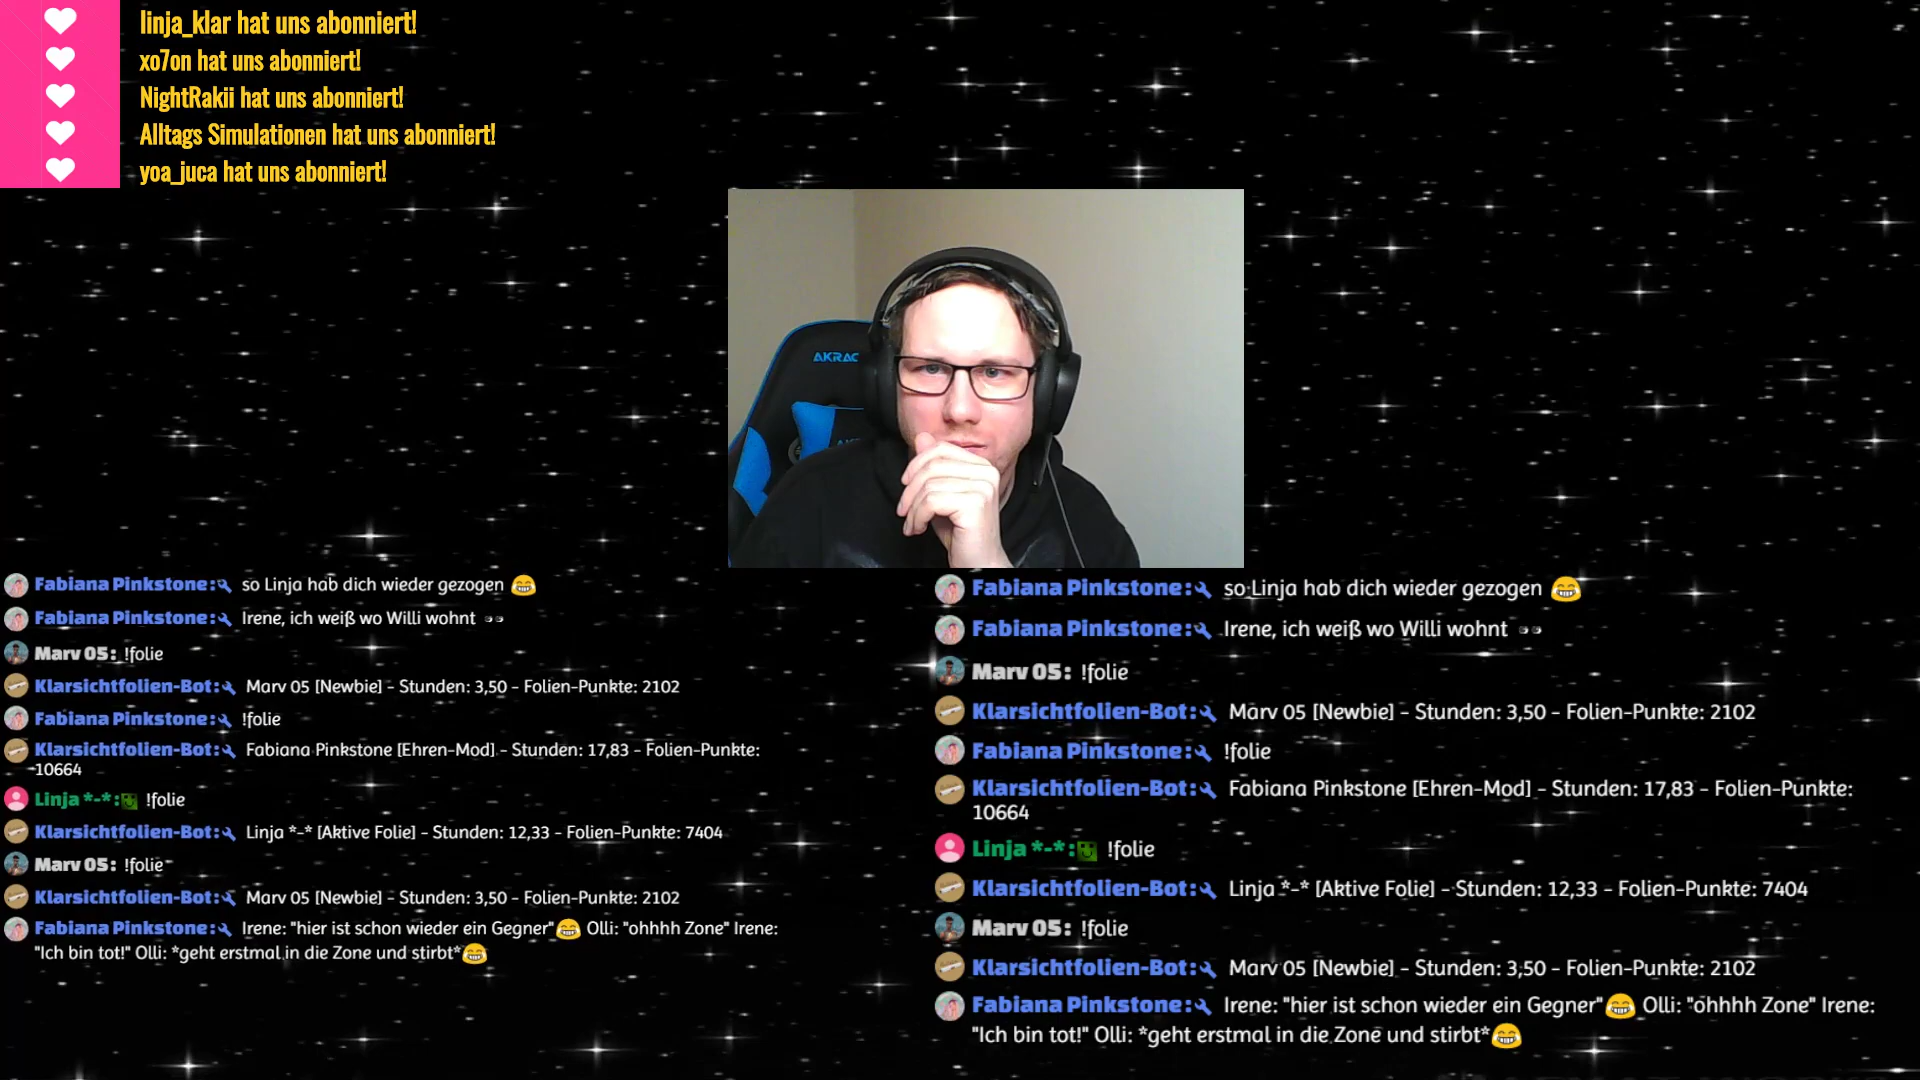 linja_klar hat uns abonniert!
xo7on hat uns abonniert!
NightRakii hat uns abonniert!
Alltags Simulationen hat uns abonniert!
yoa_juca hat uns abonniert!
AKRAC
Fabiana Pinkstone: so Linja hab dich wieder gezogen 😂
Fabiana Pinkstone: Irene, ich weiß wo Willi wohnt 👀
Marv 05: !folie
Klarsichtfolien-Bot: Marv 05 [Newbie] - Stunden: 3,50 - Folien-Punkte: 2102
Fabiana Pinkstone: !folie
Klarsichtfolien-Bot: Fabiana Pinkstone [Ehren-Mod] - Stunden: 17,83 - Folien-Punkte:
10664
Linja *-*: !folie
Klarsichtfolien-Bot: Linja *-* [Aktive Folie] - Stunden: 12,33 - Folien-Punkte: 7404
Marv 05: !folie
Klarsichtfolien-Bot: Marv 05 [Newbie] - Stunden: 3,50 - Folien-Punkte: 2102
Fabiana Pinkstone: Irene: "hier ist schon wieder ein Gegner"😂 Olli: "ohhhh Zone" Irene:
"Ich bin tot!" Olli: *geht erstmal in die Zone und stirbt*😂
Fabiana Pinkstone: so Linja hab dich wieder gezogen 😂
Fabiana Pinkstone: Irene, ich weiß wo Willi wohnt 👀
Marv 05: !folie
Klarsichtfolien-Bot: Marv 05 [Newbie] - Stunden: 3,50 - Folien-Punkte: 2102
Fabiana Pinkstone: !folie
Klarsichtfolien-Bot: Fabiana Pinkstone [Ehren-Mod] - Stunden: 17,83 - Folien-Punkte:
10664
Linja *-*: !folie
Klarsichtfolien-Bot: Linja *-* [Aktive Folie] - Stunden: 12,33 - Folien-Punkte: 7404
Marv 05: !folie
Klarsichtfolien-Bot: Marv 05 [Newbie] - Stunden: 3,50 - Folien-Punkte: 2102
Fabiana Pinkstone: Irene: "hier ist schon wieder ein Gegner"😂 Olli: "ohhhh Zone" Irene:
"Ich bin tot!" Olli: *geht erstmal in die Zone und stirbt*😂